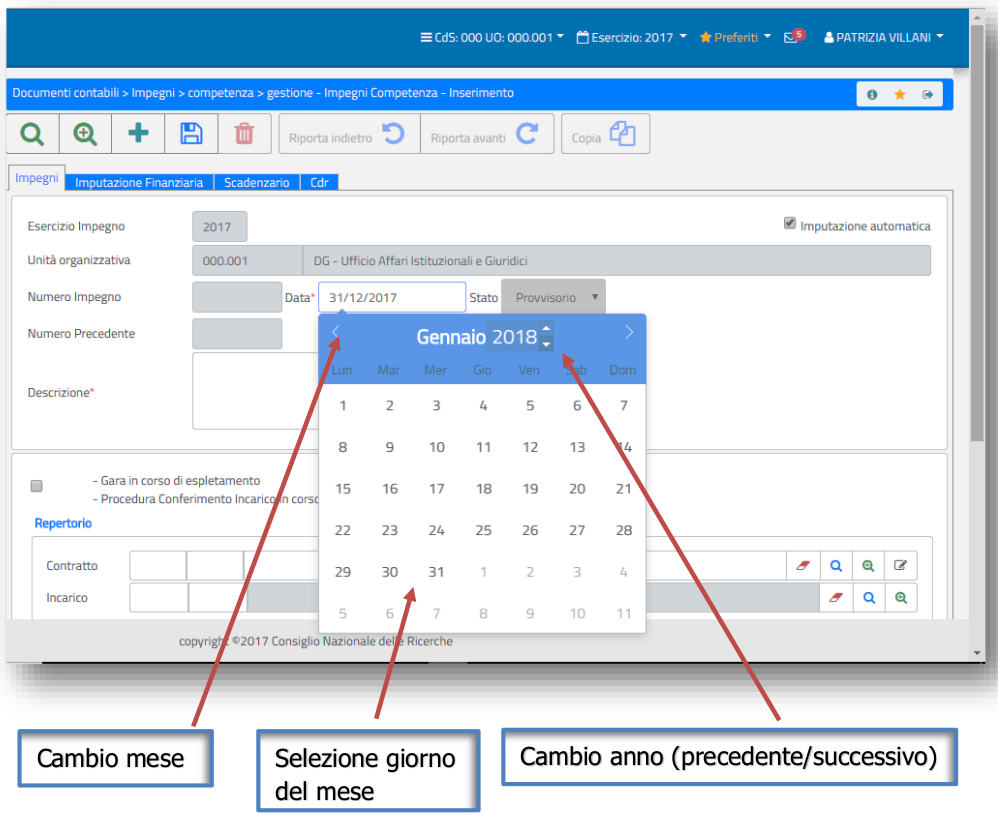 CdS: 000 UO: 000.001 Esercizio: 2017 Preferiti 5 PATRIZIA VILLANI
Documenti contabili > Impegni > competenza > gestione - Impegni Competenza - Inserimento
Riporta indietro Riporta avanti Copia
Impegni Imputazione Finanziaria Scadenzario Cdr
Esercizio Impegno 2017 Imputazione automatica
Unità organizzativa 000.001 DG - Ufficio Affari Istituzionali e Giuridici
Numero Impegno Data* 31/12/2017 Stato Provvisorio
Numero Precedente
Gennaio 2018
Lun Mar Mer Gio Ven Sab Dom
Descrizione*
1 2 3 4 5 6 7
8 9 10 11 12 13 14
15 16 17 18 19 20 21
22 23 24 25 26 27 28
29 30 31 1 2 3 4
5 6 7 8 9 10 11
- Gara in corso di espletamento
- Procedura Conferimento Incarico in corso
Repertorio
Contratto
Incarico
copyright ©2017 Consiglio Nazionale delle Ricerche
Cambio mese
Selezione giorno
del mese
Cambio anno (precedente/successivo)